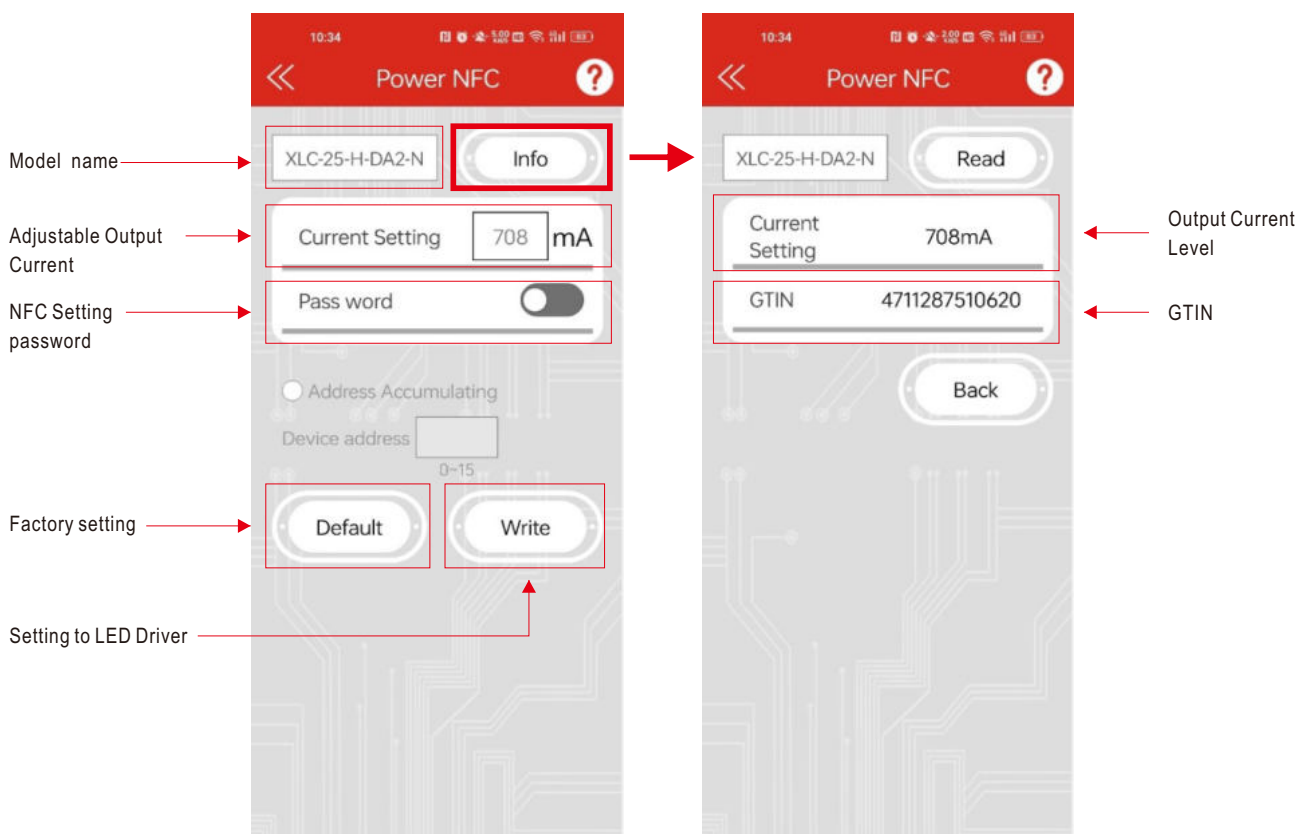 10:34
Power NFC
?
Model name
XLC-25-H-DA2-N
Info
Adjustable Output
Current
Current Setting
708
mA
NFC Setting
password
Pass word
Address Accumulating
Device address
0~15
Factory setting
Default
Write
Setting to LED Driver
10:34
Power NFC
?
XLC-25-H-DA2-N
Read
Current
Setting
708mA
Output Current
Level
GTIN
4711287510620
GTIN
Back